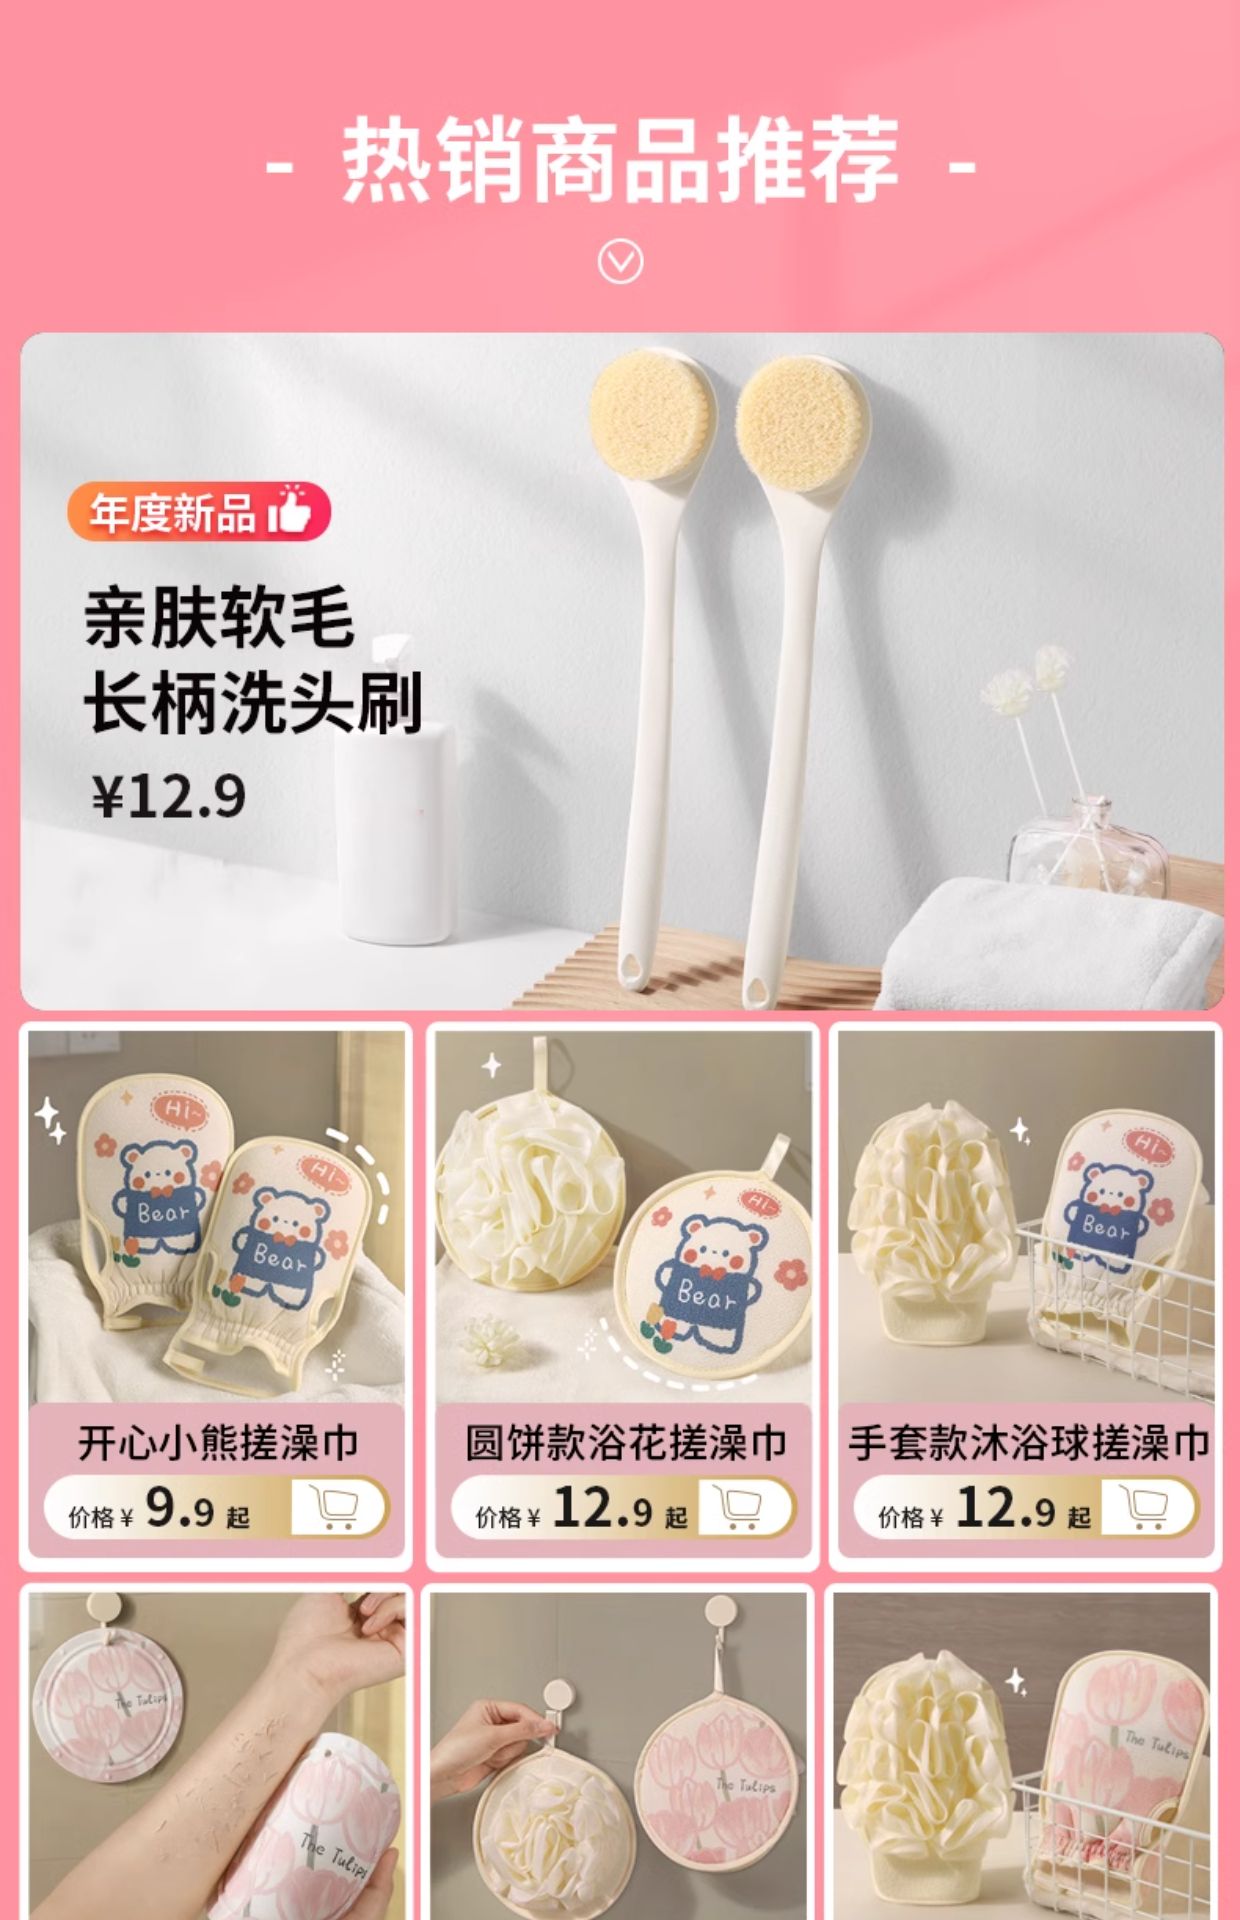 - 热销商品推荐 -
年度新品
亲肤软毛
长柄洗头刷
¥12.9
Hi~
Bear
Hi~
Bear
Hi~
Bear
Hi~
Bear
开心小熊搓澡巾
圆饼款浴花搓澡巾
手套款沐浴球搓澡巾
价格¥ 9.9 起
价格¥ 12.9 起
价格¥ 12.9 起
The Tulips
The Tulips
The Tulips
The Tulips